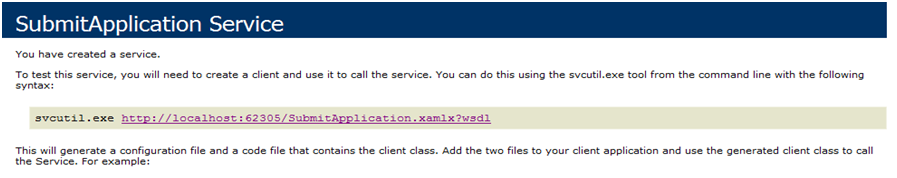 SubmitApplication Service
You have created a service.
To test this service, you will need to create a client and use it to call the service. You can do this using the svcutil.exe tool from the command line with the following
syntax:
svcutil.exe http://localhost:62305/SubmitApplication.xamlx?wsdl
This will generate a configuration file and a code file that contains the client class. Add the two files to your client application and use the generated client class to call
the Service. For example: